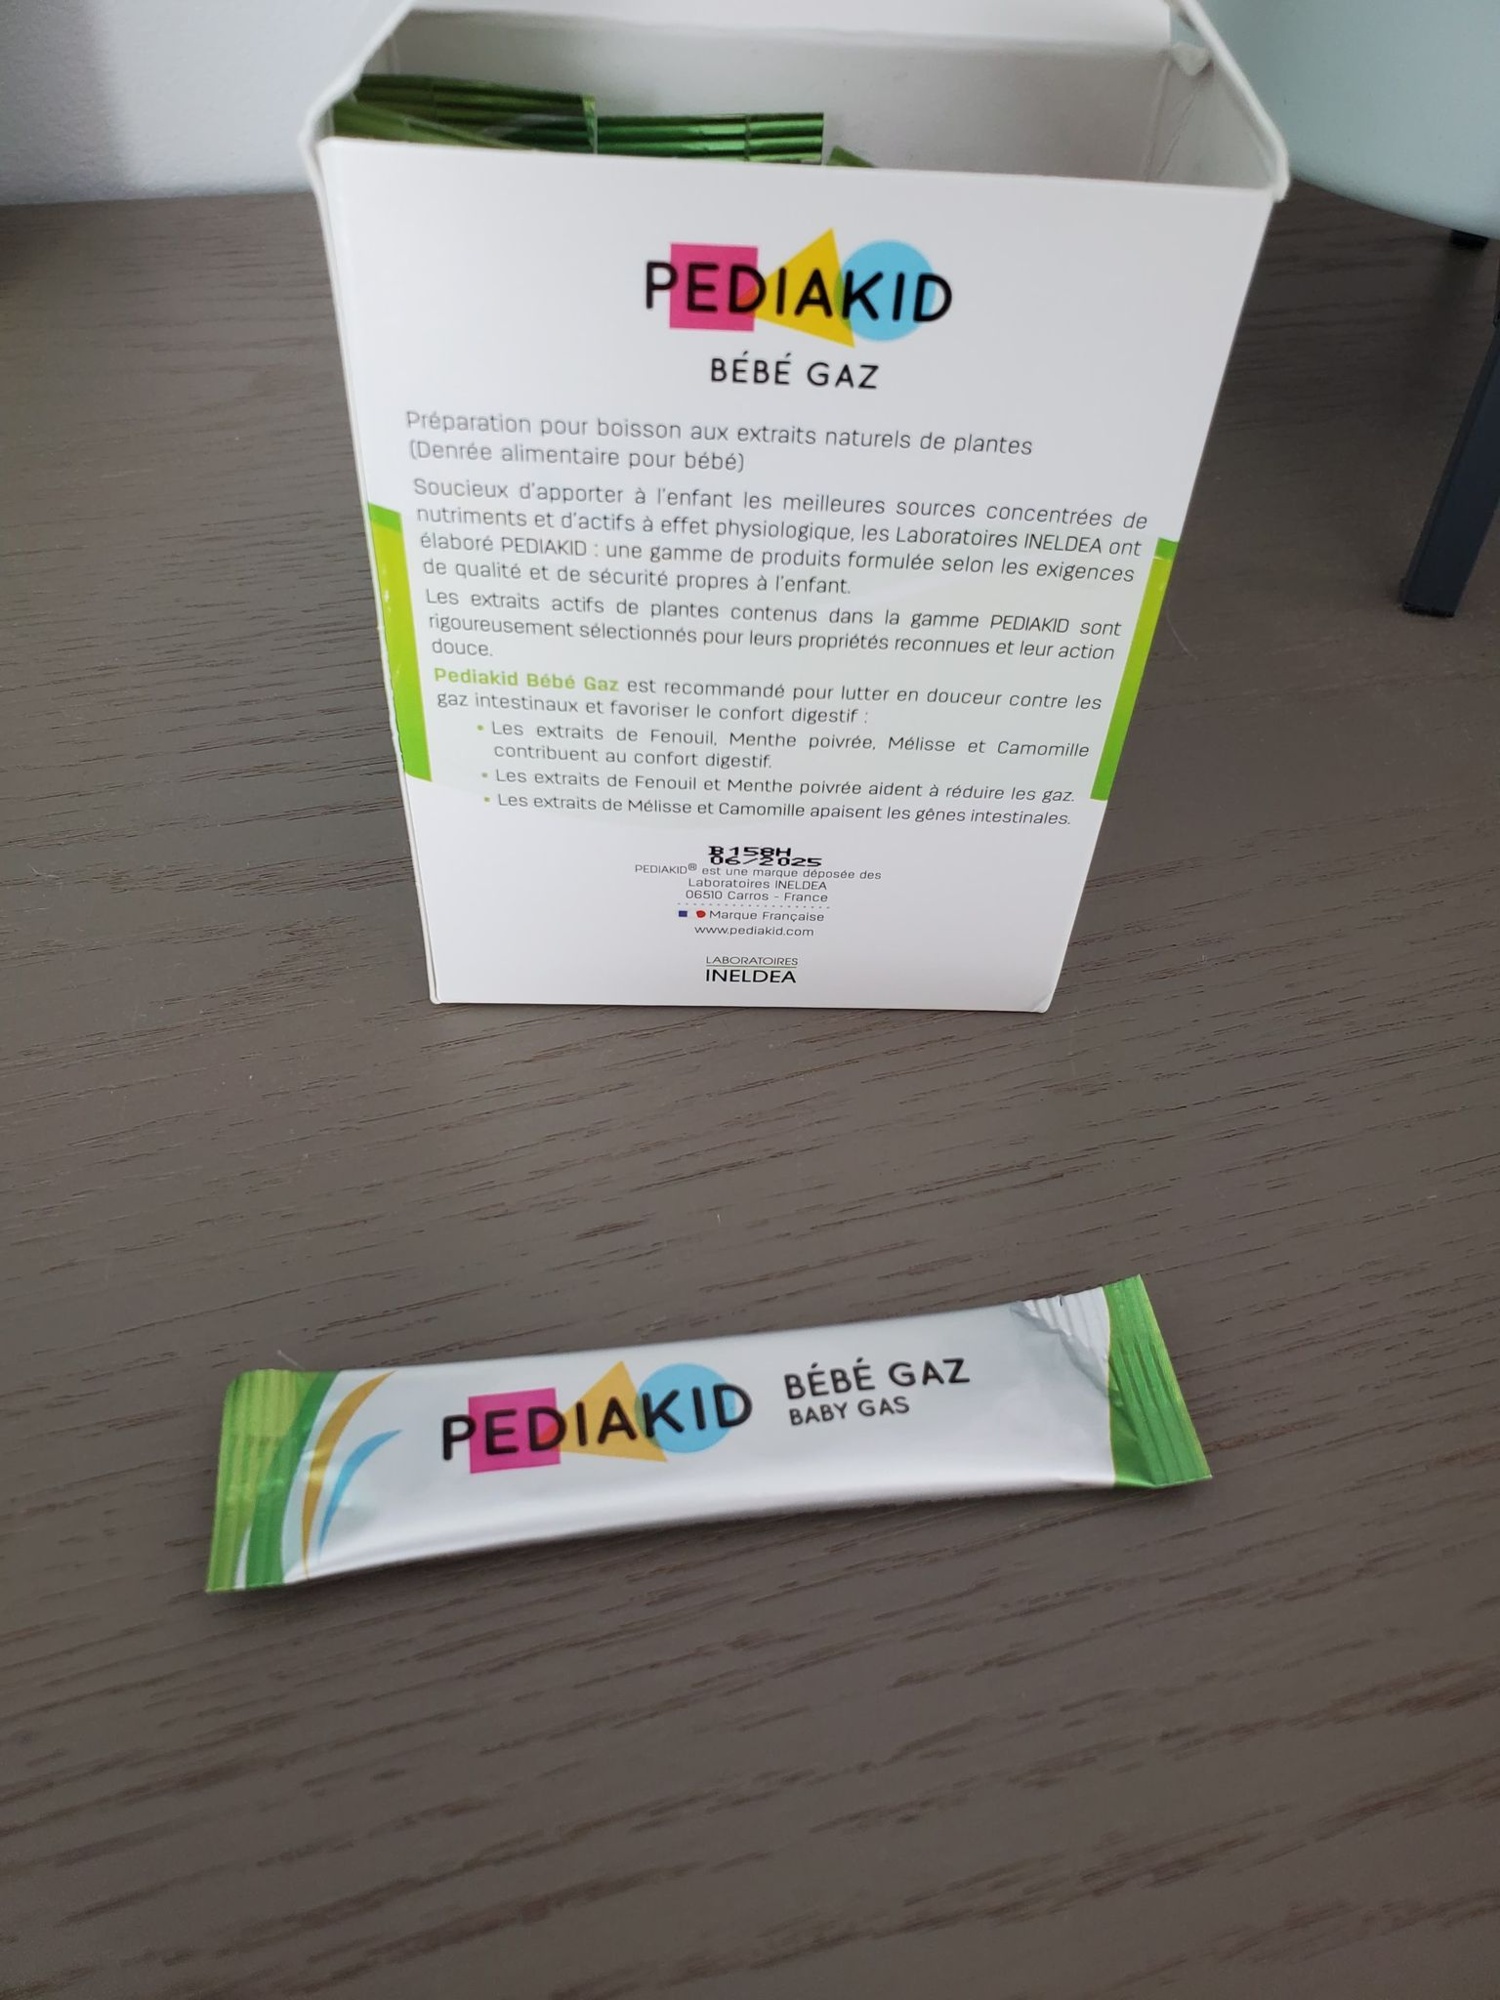 PEDIAKID
BÉBÉ GAZ
Préparation pour boisson aux extraits naturels de plantes
(Denrée alimentaire pour bébé)
Soucieux d'apporter à l'enfant les meilleures sources concentrées de
nutriments et d'actifs à effet physiologique, les Laboratoires INELDEA ont
élaboré PEDIAKID : une gamme de produits formulée selon les exigences
de qualité et de sécurité propres à l'enfant.
Les extraits actifs de plantes contenus dans la gamme PEDIAKID sont
rigoureusement sélectionnés pour leurs propriétés reconnues et leur action
douce.
Pediakid Bébé Gaz est recommandé pour lutter en douceur contre les
gaz intestinaux et favoriser le confort digestif :
• Les extraits de Fenouil, Menthe poivrée, Mélisse et Camomille
contribuent au confort digestif.
• Les extraits de Fenouil et Menthe poivrée aident à réduire les gaz.
• Les extraits de Mélisse et Camomille apaisent les gênes intestinales.
B158H
06/2025
PEDIAKID® est une marque déposée des
Laboratoires INELDEA
06510 Carros - France
Marque Française
www.pediakid.com
LABORATOIRES
INELDEA
PEDIAKID BÉBÉ GAZ
BABY GAS